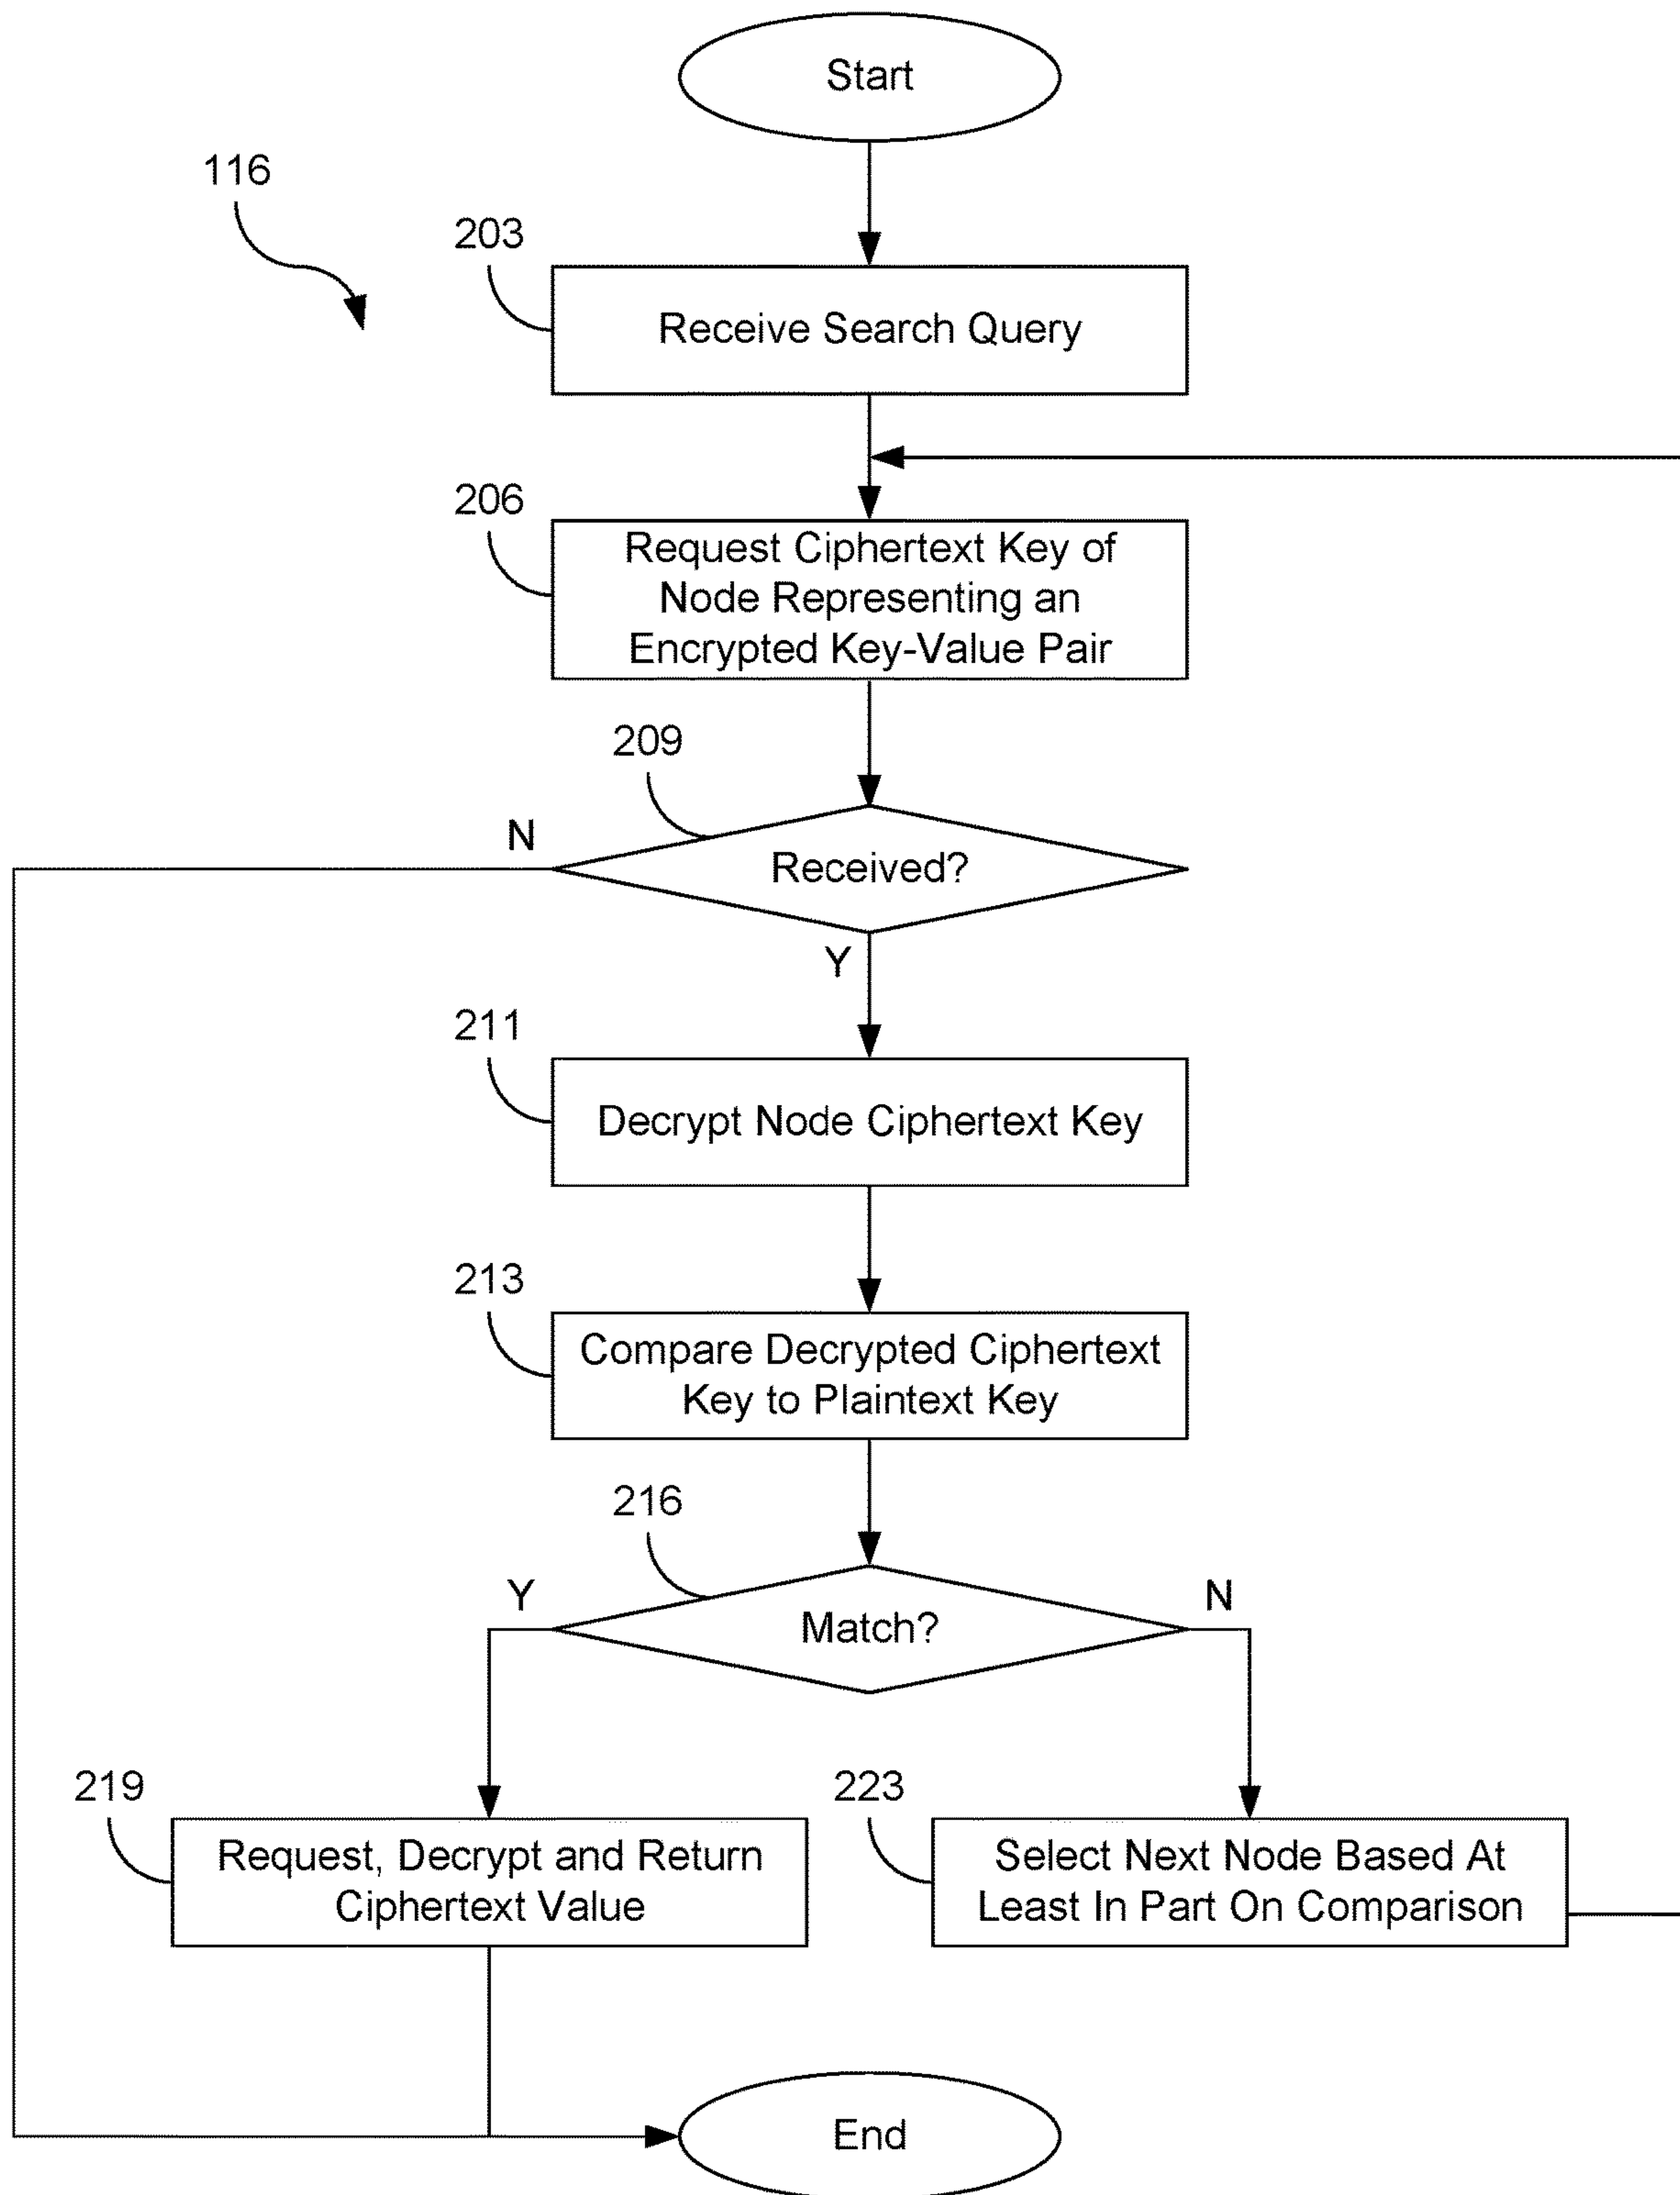 Start
116
203
Receive Search Query
206
Request Ciphertext Key of
Node Representing an
Encrypted Key-Value Pair
209
N
Received?
Y
211
Decrypt Node Ciphertext Key
213
Compare Decrypted Ciphertext
Key to Plaintext Key
216
Y
Match?
N
219
Request, Decrypt and Return
Ciphertext Value
223
Select Next Node Based At
Least In Part On Comparison
End